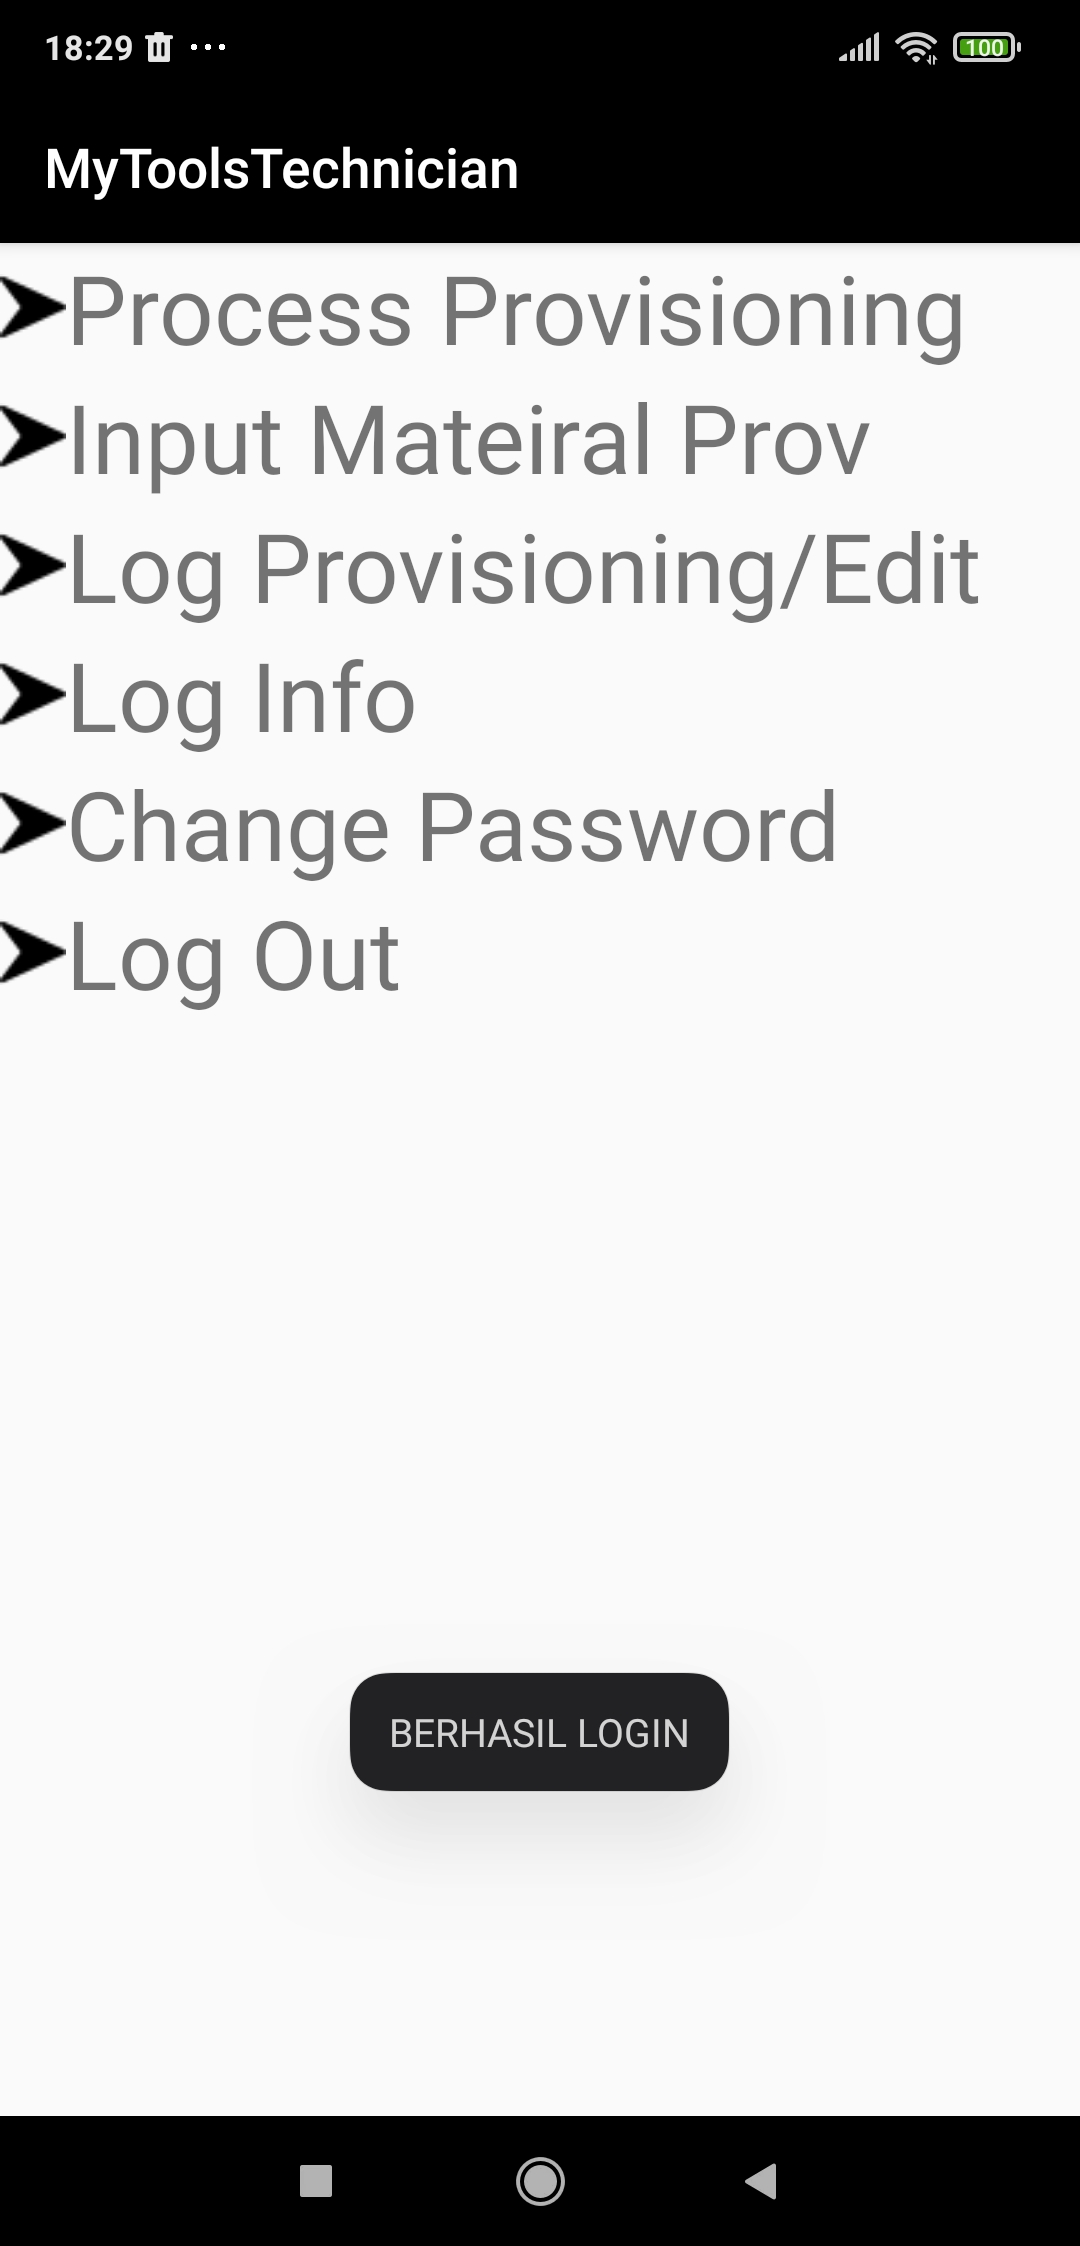 18:29
100
MyToolsTechnician
Process Provisioning
Input Mateiral Prov
Log Provisioning/Edit
Log Info
Change Password
Log Out
BERHASIL LOGIN